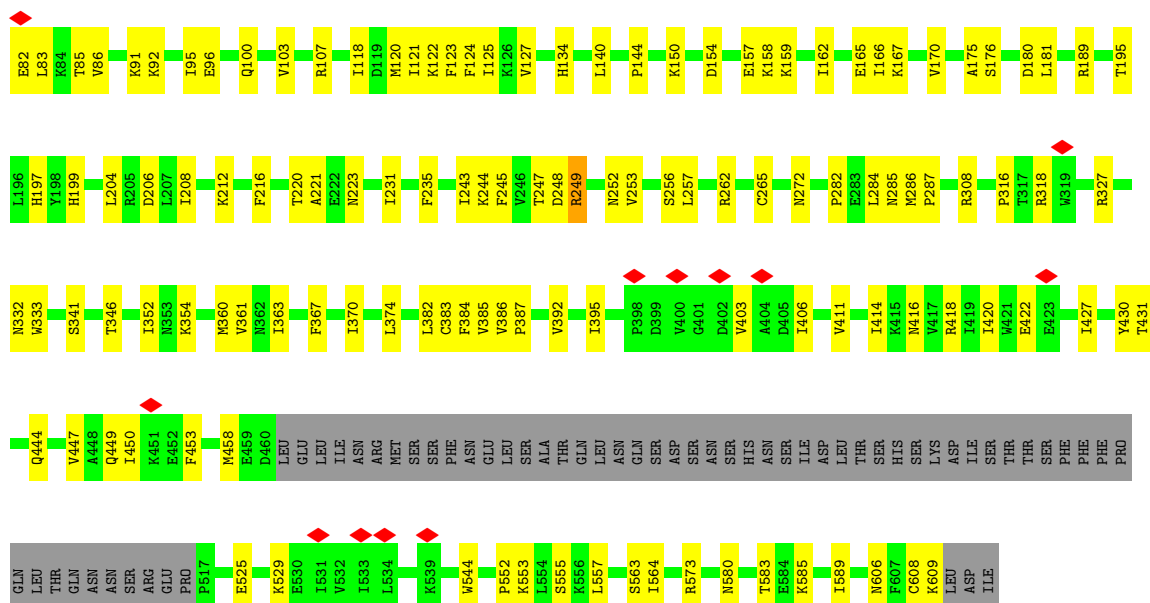 E82 L83 K84 T85 V86 K91 K92 I95 E96 Q100 V103 R107 I118 D119 M120 I121 K122 F123 F124 I125 K126 V127 H134 L140 P144 K150 D154 E157 K158 K159 I162 E165 I166 K167 V170 A175 S176 D180 L181 R189 T195
L196 H197 Y198 H199 L204 R205 D206 L207 I208 K212 F216 T220 A221 E222 N223 I231 F235 I243 K244 F245 V246 T247 D248 R249 N252 V253 S256 L257 R262 C265 N272 P282 E283 L284 N285 M286 P287 R308 P316 T317 R318 W319 R327
N332 W333 S341 T346 I352 N353 K354 M360 V361 N362 I363 F367 I370 L374 L382 C383 F384 V385 V386 P387 V392 I395 P398 D399 V400 G401 D402 V403 A404 D405 I406 V411 I414 K415 N416 V417 R418 I419 I420 W421 E422 E423 I427 Y430 T431
Q444 V447 A448 Q449 I450 K451 E452 F453 M458 E459 D460 LEU GLU LEU ILE ASN ARG MET SER SER PHE ASN GLU LEU SER ALA THR GLN LEU ASN GLN SER ASP SER ASN SER HIS ASN SER ILE ASP LEU THR SER HIS SER LYS ASP ILE SER THR THR SER PHE PHE PHE PRO
GLN LEU THR GLN ASN ASN SER ARG GLU PRO P517 E525 K529 E530 I531 V532 I533 L534 K539 W544 P552 K553 L554 S555 K556 L557 S563 I564 R573 N580 T583 E584 K585 I589 N606 F607 C608 K609 LEU ASP ILE